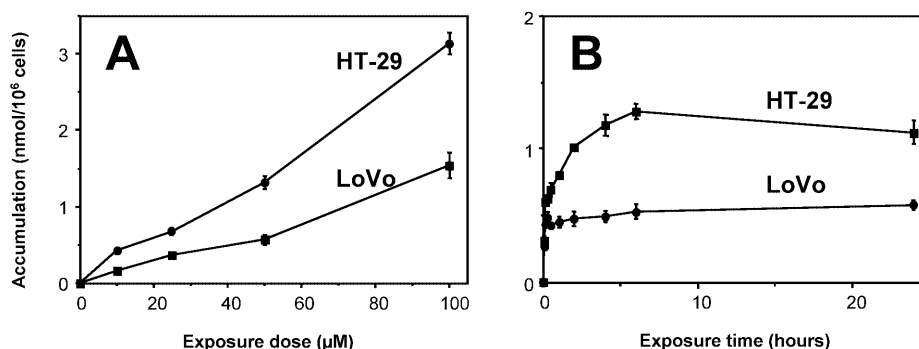 A
HT-29
LoVo
Accumulation (nmol/10⁶ cells)
3
2
1
0
0 20 40 60 80 100
Exposure dose (µM)
B
HT-29
LoVo
2
1
0
0 10 20
Exposure time (hours)